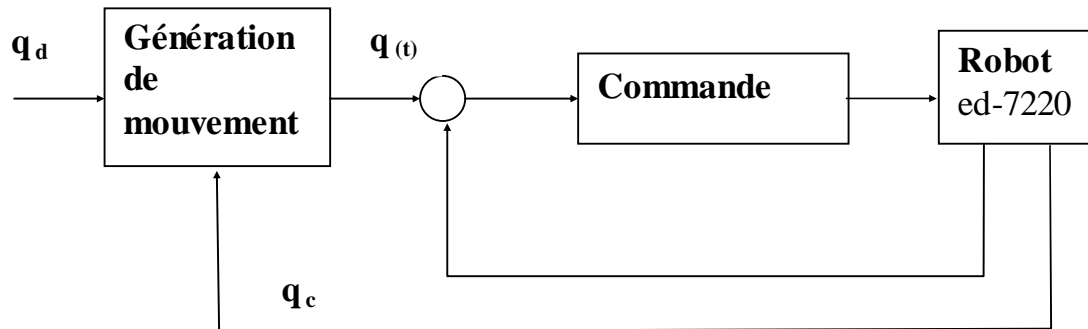 q d
Génération
de
mouvement
q (t)
Commande
Robot
ed-7220
q c